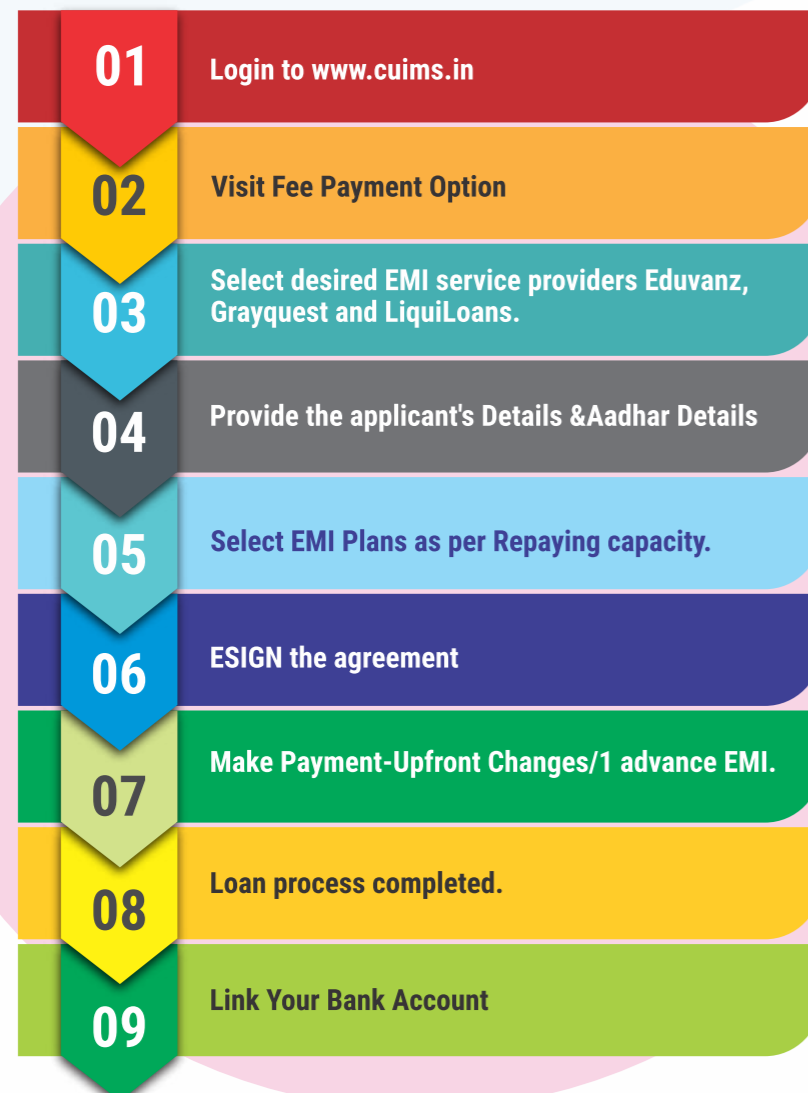 01
Login to www.cuims.in
02
Visit Fee Payment Option
03
Select desired EMI service providers Eduvanz,
Grayquest and LiquiLoans.
04
Provide the applicant's Details &Aadhar Details
05
Select EMI Plans as per Repaying capacity.
06
ESIGN the agreement
07
Make Payment-Upfront Changes/1 advance EMI.
08
Loan process completed.
09
Link Your Bank Account